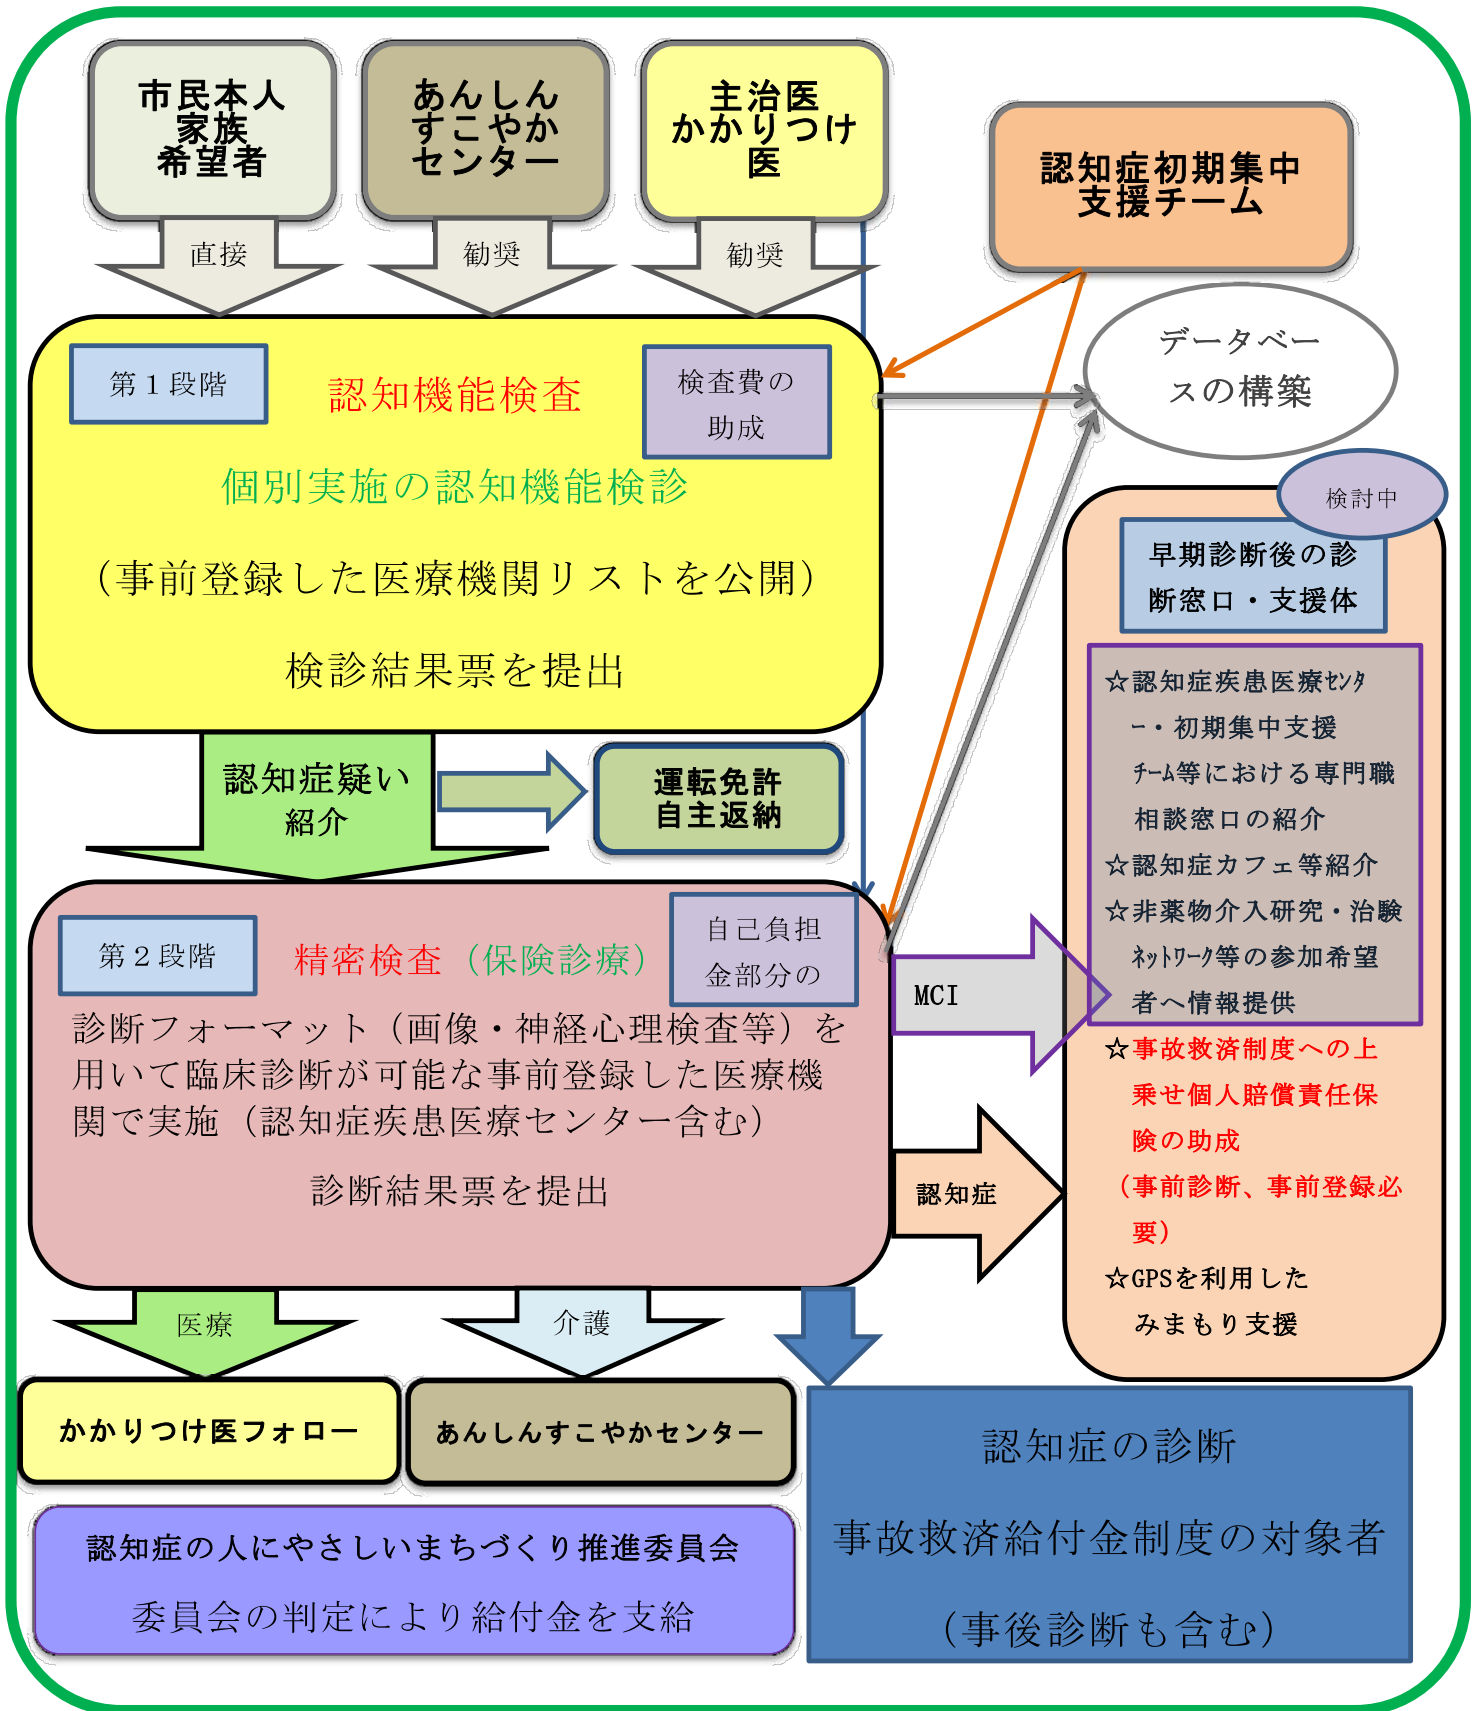 市民本人
家族
希望者
あんしん
すこやか
センター
主治医
かかりつけ
医
認知症初期集中
支援チーム
直接
勧奨
勧奨
データベー
スの構築
第１段階
認知機能検査
検査費の
助成
個別実施の認知機能検診
（事前登録した医療機関リストを公開）
検診結果票を提出
検討中
早期診断後の診
断窓口・支援体
☆認知症疾患医療ｾﾝﾀ
ｰ・初期集中支援
ﾁｰﾑ等における専門職
相談窓口の紹介
☆認知症カフェ等紹介
☆非薬物介入研究・治験
ﾈｯﾄﾜｰｸ等の参加希望
者へ情報提供
☆事故救済制度への上
乗せ個人賠償責任保
険の助成
（事前診断、事前登録必
要）
☆GPSを利用した
みまもり支援
認知症疑い
紹介
運転免許
自主返納
第２段階
精密検査（保険診療）
自己負担
金部分の
診断フォーマット（画像・神経心理検査等）を
用いて臨床診断が可能な事前登録した医療機
関で実施（認知症疾患医療センター含む）
診断結果票を提出
MCI
認知症
医療
介護
かかりつけ医フォロー
あんしんすこやかセンター
認知症の診断
事故救済給付金制度の対象者
（事後診断も含む）
認知症の人にやさしいまちづくり推進委員会
委員会の判定により給付金を支給